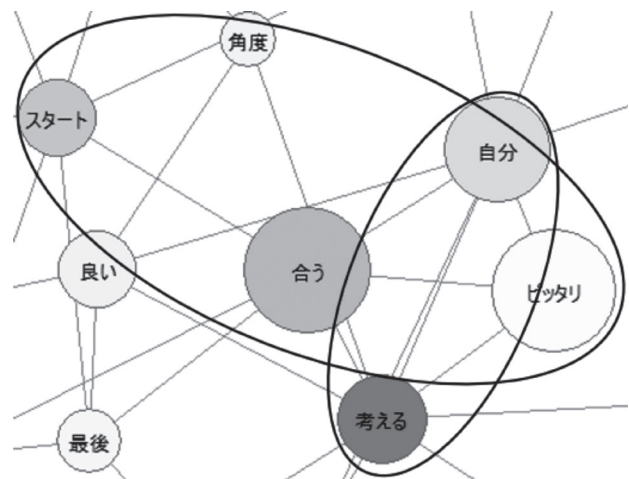 角度
スタート
自分
良い
合う
ピッタリ
考える
最後